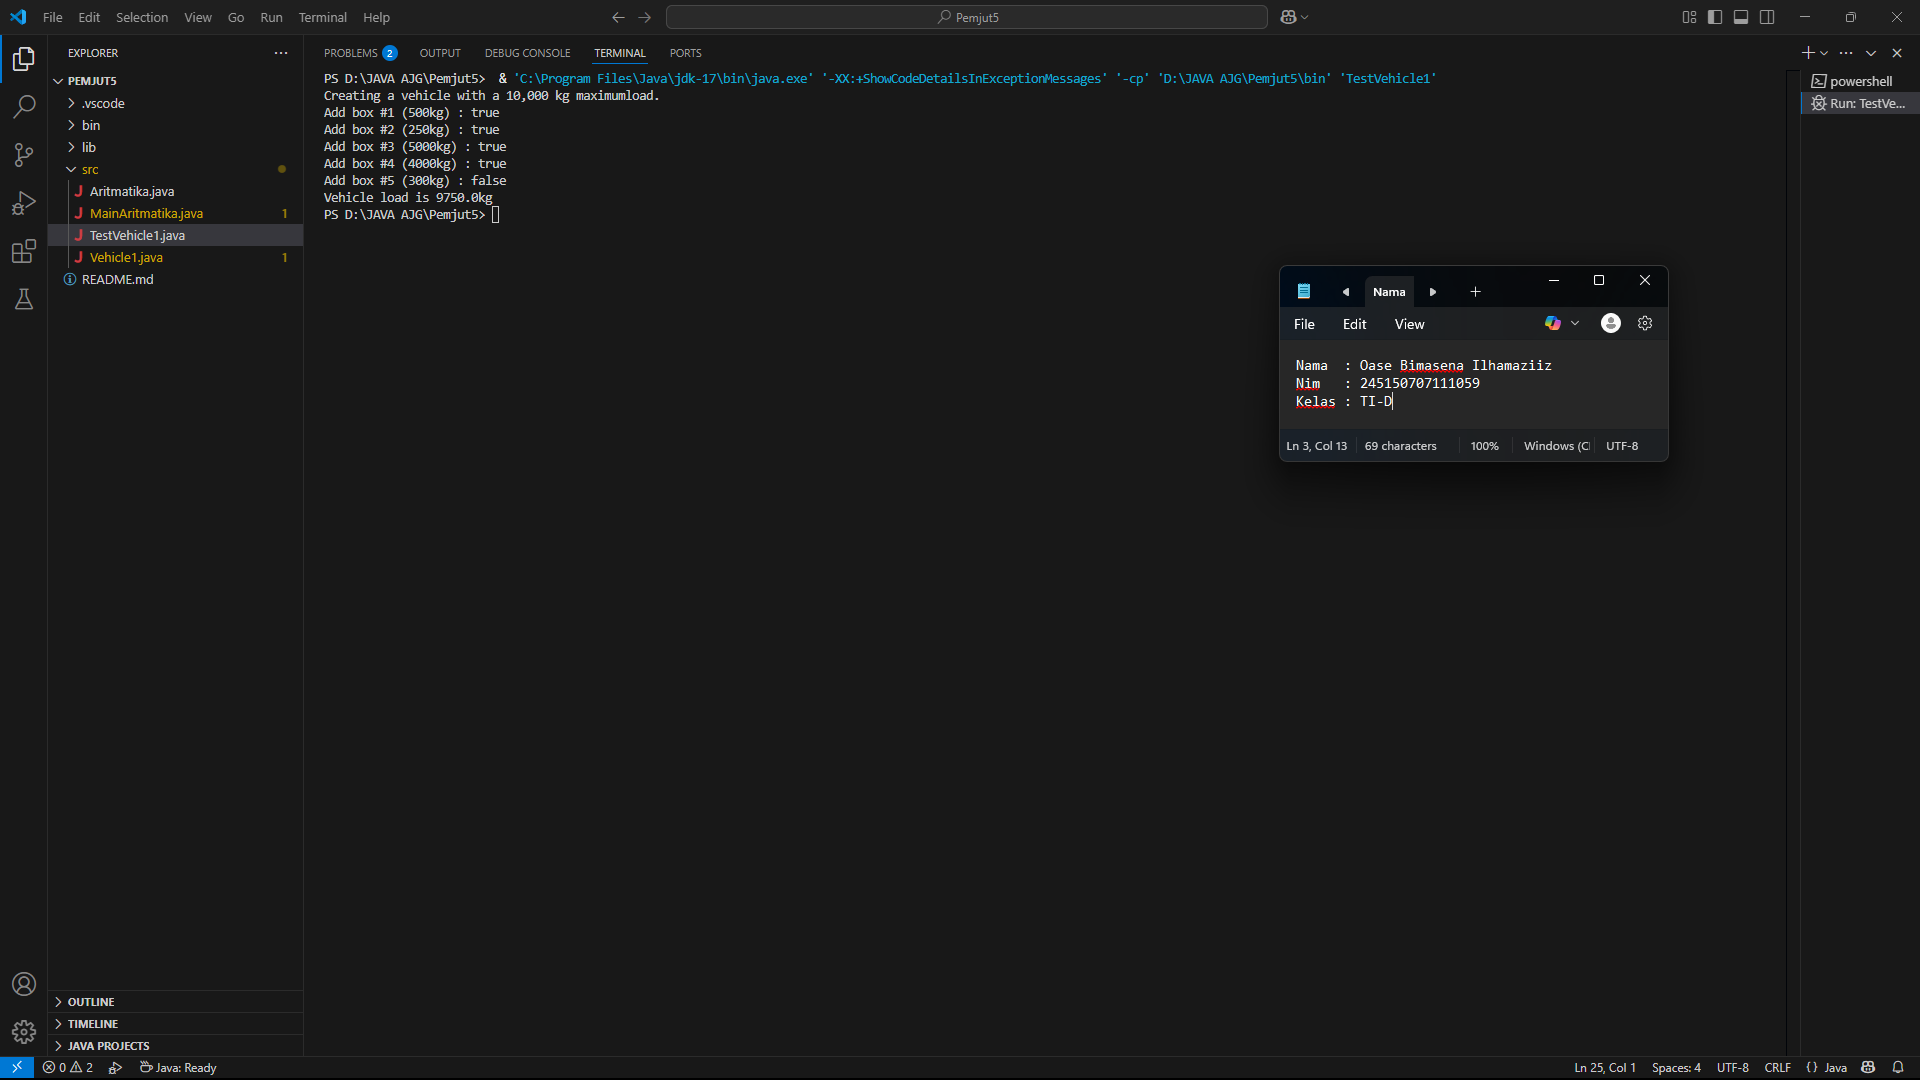 File Edit Selection View Go Run Terminal Help
Pemjut5
EXPLORER
PEMJUT5
.vscode
bin
lib
src
J Aritmatika.java
J MainAritmatika.java 1
J TestVehicle1.java
J Vehicle1.java 1
README.md
OUTLINE
TIMELINE
JAVA PROJECTS
PROBLEMS 2 OUTPUT DEBUG CONSOLE TERMINAL PORTS
PS D:\JAVA AJG\Pemjut5> & 'C:\Program Files\Java\jdk-17\bin\java.exe' '-XX:+ShowCodeDetailsInExceptionMessages' '-cp' 'D:\JAVA AJG\Pemjut5\bin' 'TestVehicle1'
Creating a vehicle with a 10,000 kg maximumload.
Add box #1 (500kg) : true
Add box #2 (250kg) : true
Add box #3 (5000kg) : true
Add box #4 (4000kg) : true
Add box #5 (300kg) : false
Vehicle load is 9750.0kg
PS D:\JAVA AJG\Pemjut5>
powershell
Run: TestVe...
Nama
File Edit View
Nama : Oase Bimasena Ilhamaziiz
Nim : 245150707111059
Kelas : TI-D
Ln 3, Col 13 69 characters 100% Windows (C UTF-8
0 2 Java: Ready Ln 25, Col 1 Spaces: 4 UTF-8 CRLF {} Java